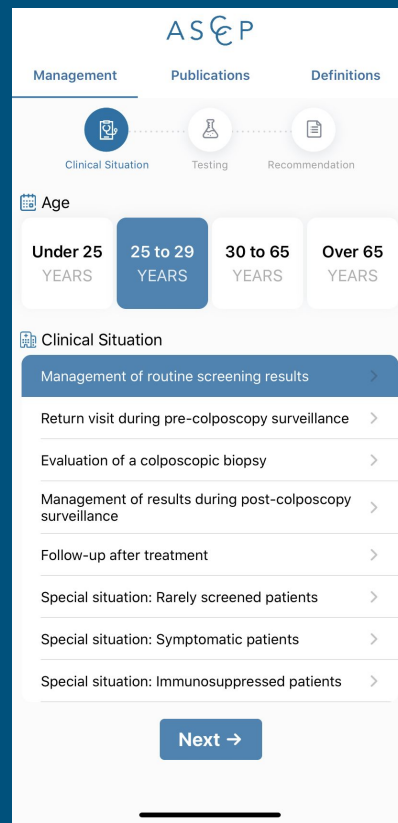 ASCCP
Management Publications Definitions
Clinical Situation Testing Recommendation
Age
Under 25 25 to 29 30 to 65 Over 65
YEARS YEARS YEARS YEARS
Clinical Situation
Management of routine screening results
Return visit during pre-colposcopy surveillance
Evaluation of a colposcopic biopsy
Management of results during post-colposcopy
surveillance
Follow-up after treatment
Special situation: Rarely screened patients
Special situation: Symptomatic patients
Special situation: Immunosuppressed patients
Next →